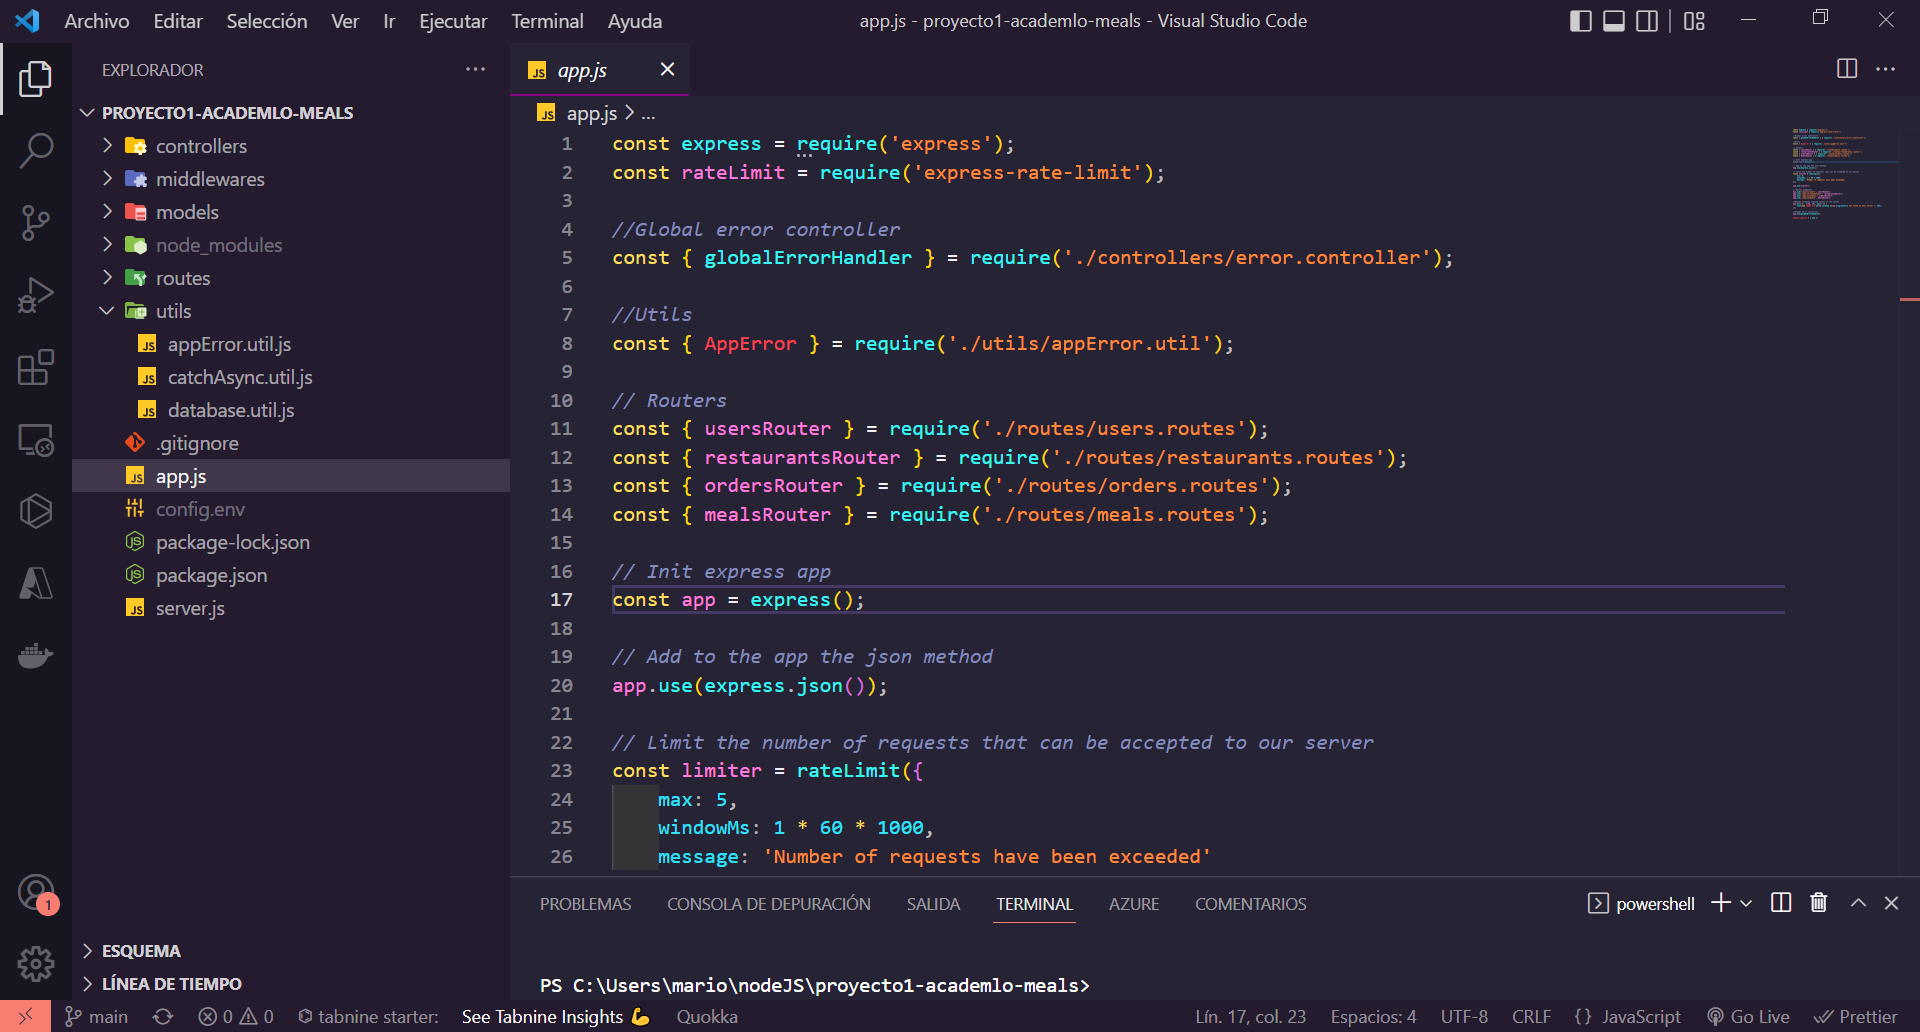 Archivo Editar Selección Ver Ir Ejecutar Terminal Ayuda
app.js - proyecto1-academlo-meals - Visual Studio Code
EXPLORADOR
PROYECTO1-ACADEMLO-MEALS
controllers
middlewares
models
node_modules
routes
utils
appError.util.js
catchAsync.util.js
database.util.js
.gitignore
app.js
config.env
package-lock.json
package.json
server.js
ESQUEMA
LÍNEA DE TIEMPO
app.js
app.js > ...
1 const express = require('express');
2 const rateLimit = require('express-rate-limit');
3
4 //Global error controller
5 const { globalErrorHandler } = require('./controllers/error.controller');
6
7 //Utils
8 const { AppError } = require('./utils/appError.util');
9
10 // Routers
11 const { usersRouter } = require('./routes/users.routes');
12 const { restaurantsRouter } = require('./routes/restaurants.routes');
13 const { ordersRouter } = require('./routes/orders.routes');
14 const { mealsRouter } = require('./routes/meals.routes');
15
16 // Init express app
17 const app = express();
18
19 // Add to the app the json method
20 app.use(express.json());
21
22 // Limit the number of requests that can be accepted to our server
23 const limiter = rateLimit({
24 max: 5,
25 windowMs: 1 * 60 * 1000,
26 message: 'Number of requests have been exceeded'
PROBLEMAS CONSOLA DE DEPURACIÓN SALIDA TERMINAL AZURE COMENTARIOS
powershell
PS C:\Users\mario\nodeJS\proyecto1-academlo-meals>
1
main 0 0 tabnine starter: See Tabnine Insights 💪 Quokka
Lín. 17, col. 23 Espacios: 4 UTF-8 CRLF {} JavaScript Go Live Prettier